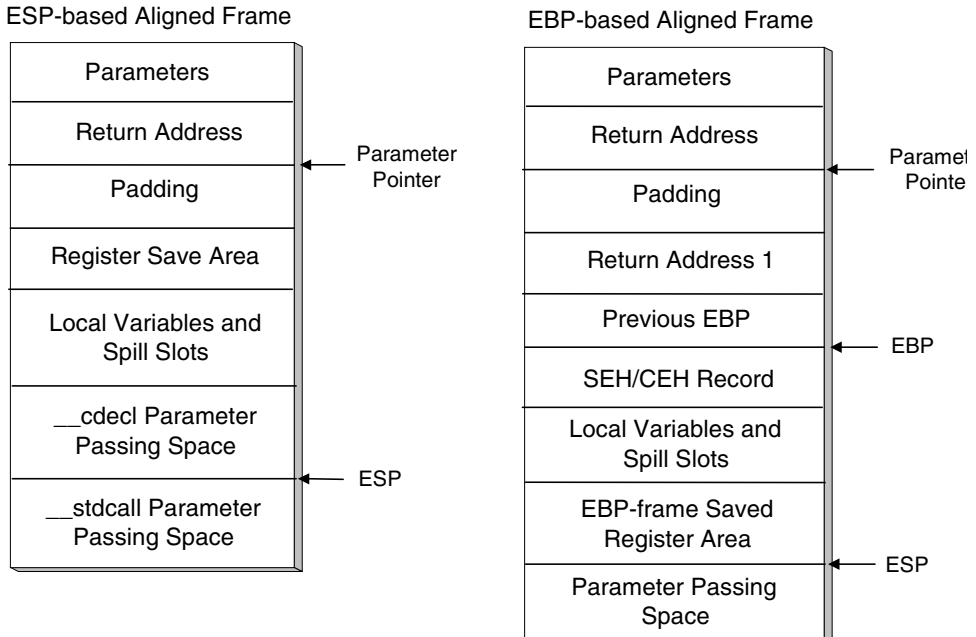 ESP-based Aligned Frame
Parameters
Return Address
Parameter
Pointer
Padding
Register Save Area
Local Variables and
Spill Slots
__cdecl Parameter
Passing Space
ESP
__stdcall Parameter
Passing Space
EBP-based Aligned Frame
Parameters
Return Address
Paramet
Pointe
Padding
Return Address 1
Previous EBP
EBP
SEH/CEH Record
Local Variables and
Spill Slots
EBP-frame Saved
Register Area
ESP
Parameter Passing
Space